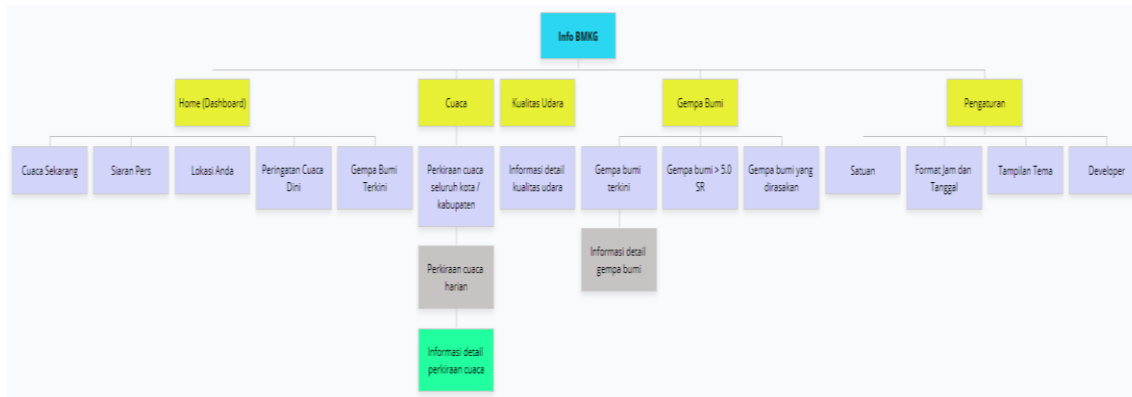 Info BMKG
Home (Dashboard)
Cuaca
Kualitas Udara
Gempa Bumi
Pengaturan
Cuaca Sekarang
Siaran Pers
Lokasi Anda
Peringatan Cuaca
Dini
Gempa Bumi
Terkini
Perkiraan cuaca
seluruh kota /
kabupaten
Informasi detail
kualitas udara
Gempa bumi
terkini
Gempa bumi > 5.0
SR
Gempa bumi yang
dirasakan
Satuan
Format Jam dan
Tanggal
Tampilan Tema
Developer
Perkiraan cuaca
harian
Informasi detail
gempa bumi
Informasi detail
perkiraan cuaca